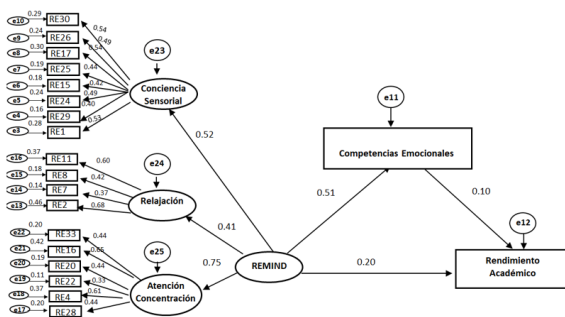 0.29
e10
RE30
0.24
e9
RE26
0.30
e8
RE17
0.19
e7
RE25
0.18
e6
RE15
0.24
e5
RE24
0.16
e4
RE29
0.28
e3
RE1
0.54
0.49
0.54
0.44
0.42
0.49
0.40
0.53
e23
Conciencia
Sensorial
0.37
e16
RE11
0.18
e15
RE8
0.14
e14
RE7
0.46
e13
RE2
0.60
0.42
0.37
0.68
e24
Relajación
0.20
e22
RE33
0.42
e21
RE16
0.19
e20
RE20
0.11
e19
RE22
0.37
e18
RE4
0.20
e17
RE28
0.44
0.65
0.44
0.33
0.61
0.44
e25
Atención
Concentración
0.52
0.41
0.75
REMIND
0.51
0.20
e11
Competencias Emocionales
0.10
e12
Rendimiento
Académico